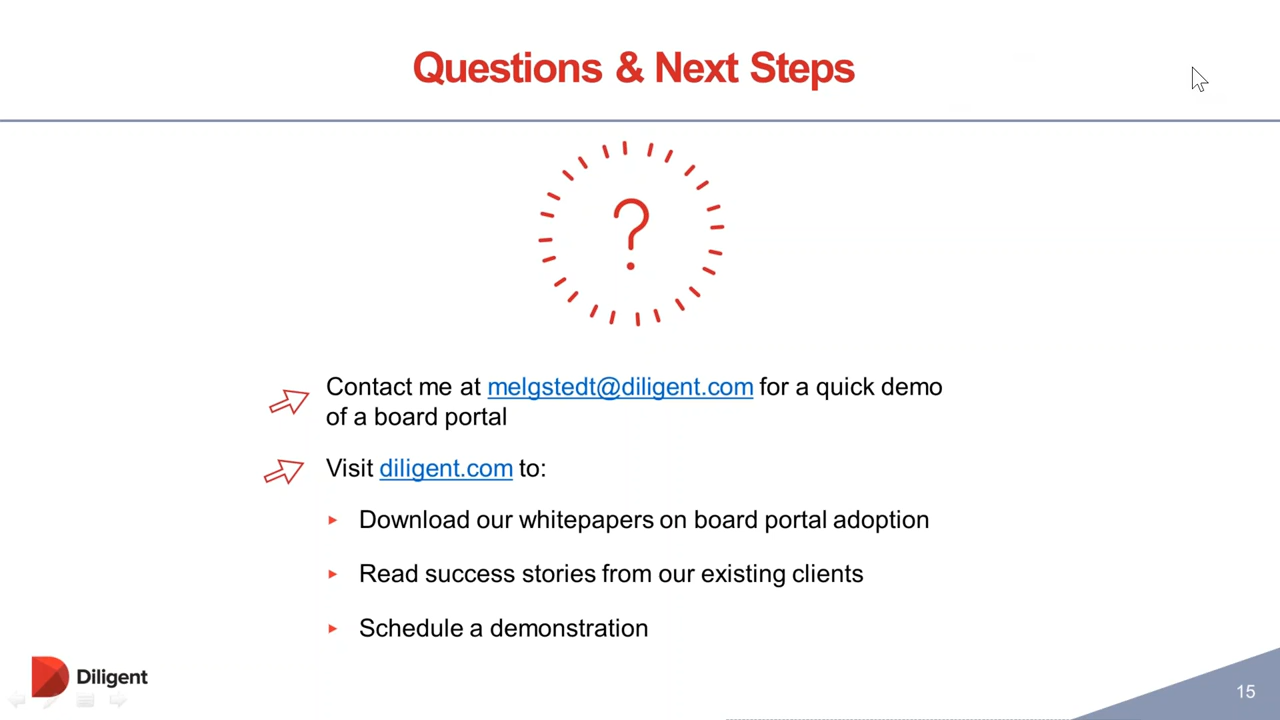 Questions & Next Steps
?
Contact me at melgstedt@diligent.com for a quick demo
of a board portal
Visit diligent.com to:
Download our whitepapers on board portal adoption
Read success stories from our existing clients
Schedule a demonstration
Diligent
15